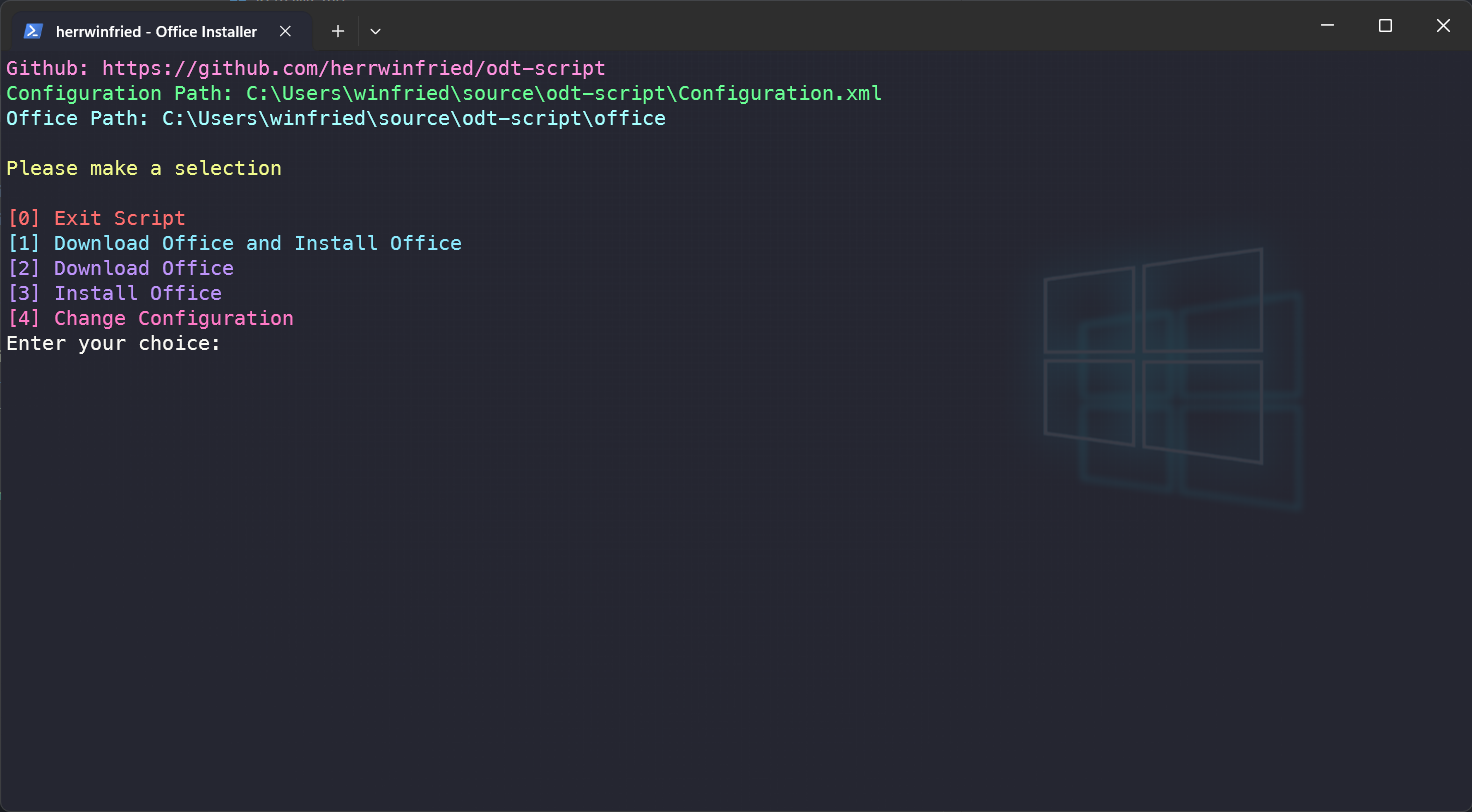 herrwinfried - Office Installer
Github: https://github.com/herrwinfried/odt-script
Configuration Path: C:\Users\winfried\source\odt-script\Configuration.xml
Office Path: C:\Users\winfried\source\odt-script\office
Please make a selection
[0] Exit Script
[1] Download Office and Install Office
[2] Download Office
[3] Install Office
[4] Change Configuration
Enter your choice: